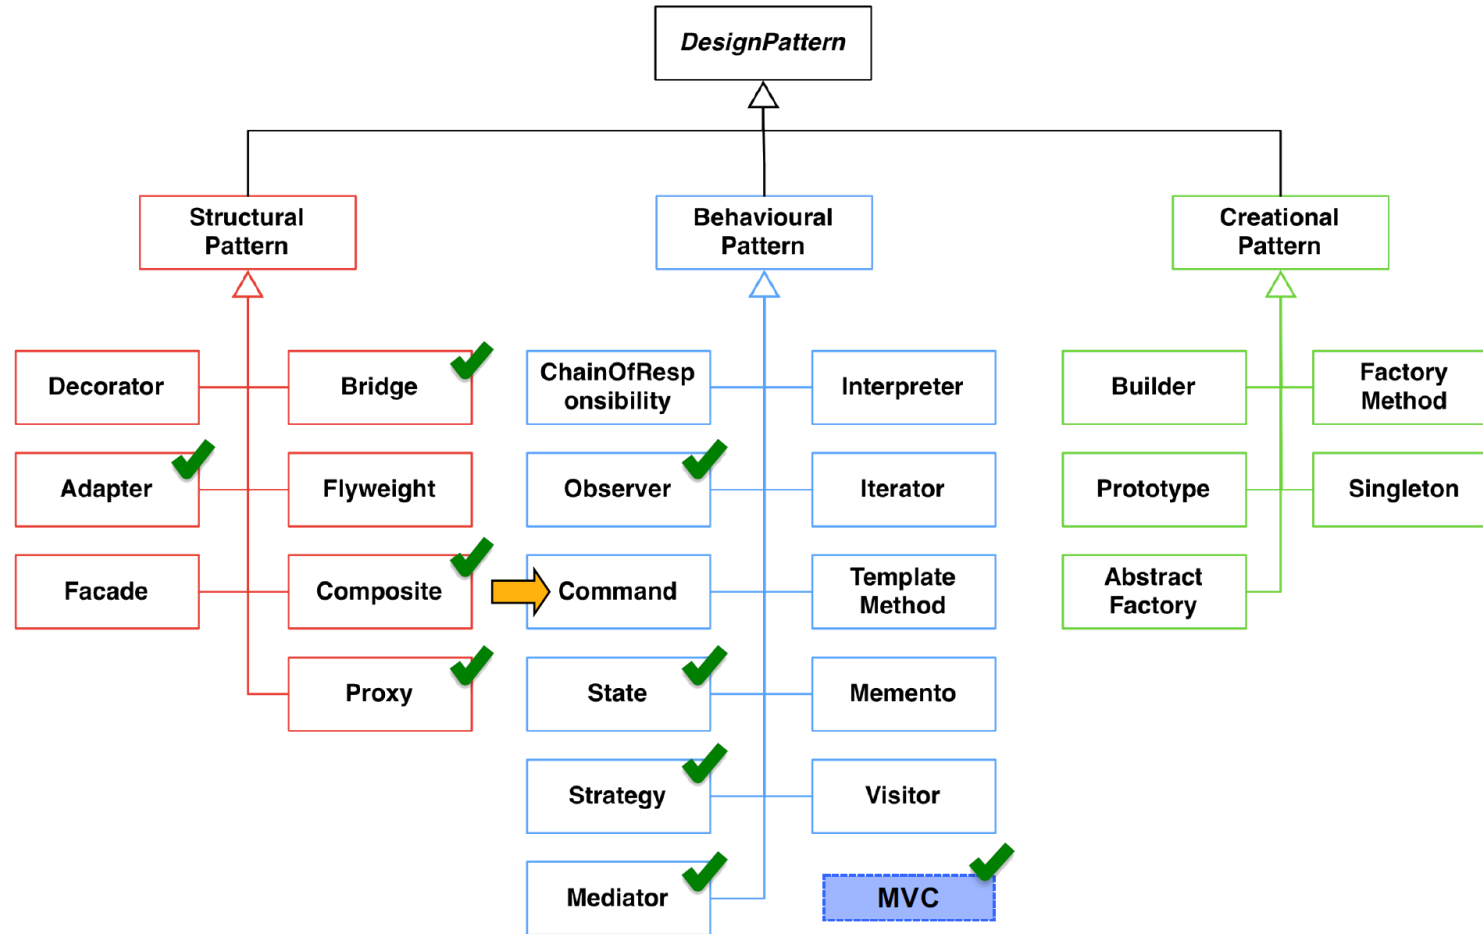 DesignPattern
Structural
Pattern
Behavioural
Pattern
Creational
Pattern
Decorator
Bridge
ChainOfResp
onsibility
Interpreter
Builder
Factory
Method
Adapter
Flyweight
Observer
Iterator
Prototype
Singleton
Facade
Composite
Command
Template
Method
Abstract
Factory
Proxy
State
Memento
Strategy
Visitor
Mediator
MVC